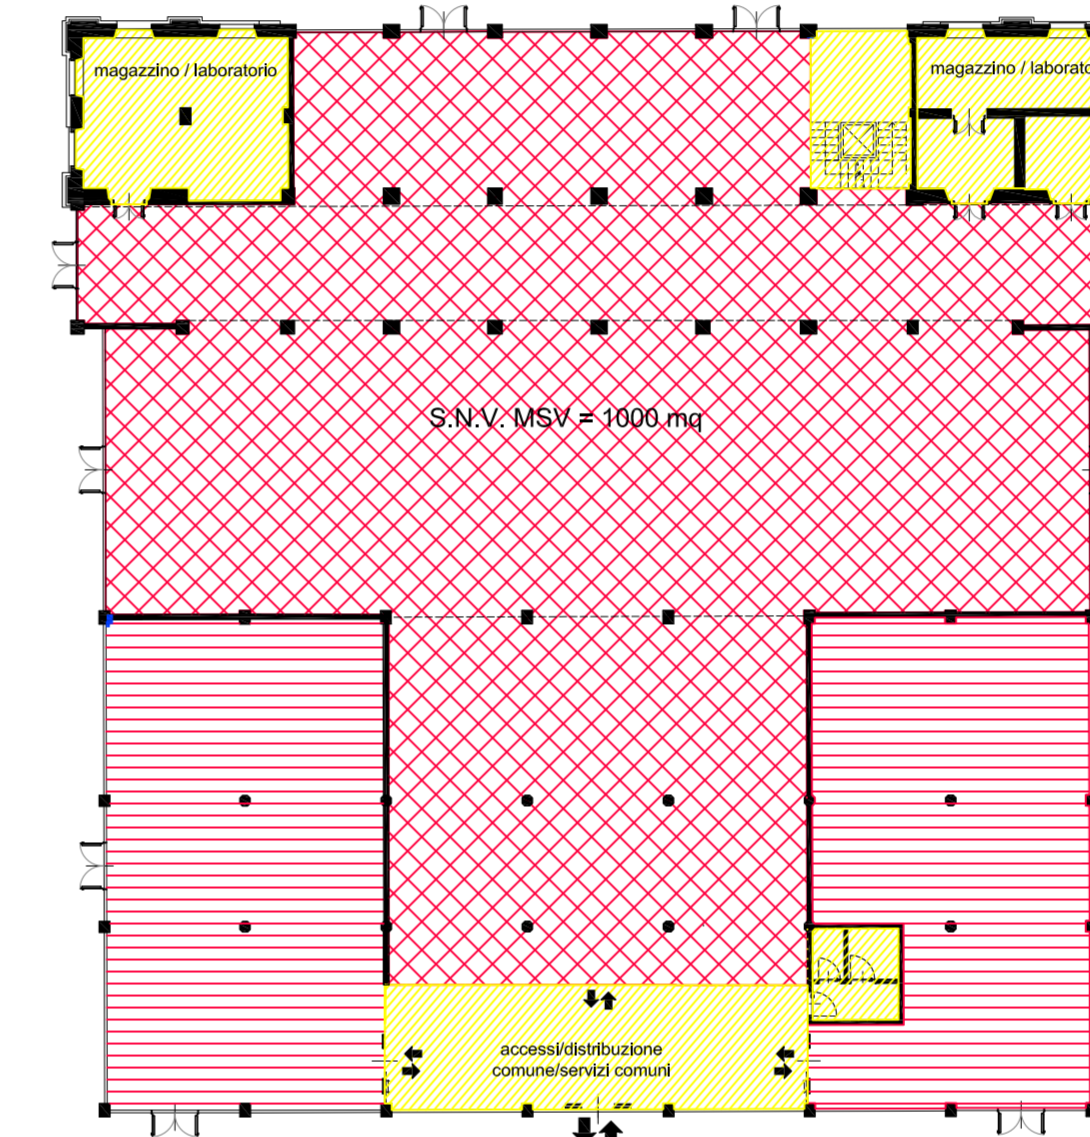 magazzino / laboratorio
magazzino / laborato
S.N.V. MSV = 1000 mq
accessi/distribuzione
comune/servizi comuni